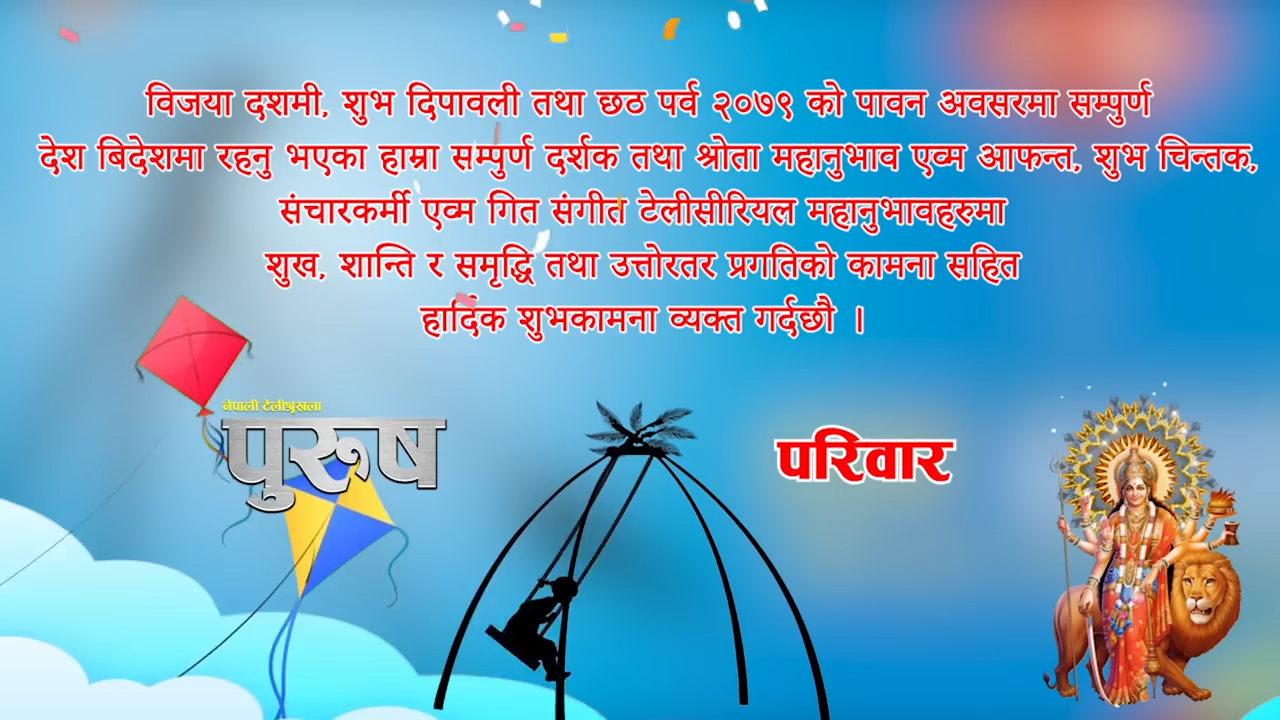 विजया दशमी, शुभ दिपावली तथा छठ पर्व २०७९ को पावन अवसरमा सम्पुर्ण
देश बिदेशमा रहनु भएका हाम्रा सम्पुर्ण दर्शक तथा श्रोता महानुभाव एव्म आफन्त, शुभ चिन्तक,
संचारकर्मी एव्म गित संगीत टेलीसीरियल महानुभावहरुमा
शुख, शान्ति र समृद्धि तथा उत्तोरतर प्रगतिको कामना सहित
हार्दिक शुभकामना व्यक्त गर्दछौ ।
नेपाली टेलीश्रृंखला
पुरूष
परिवार